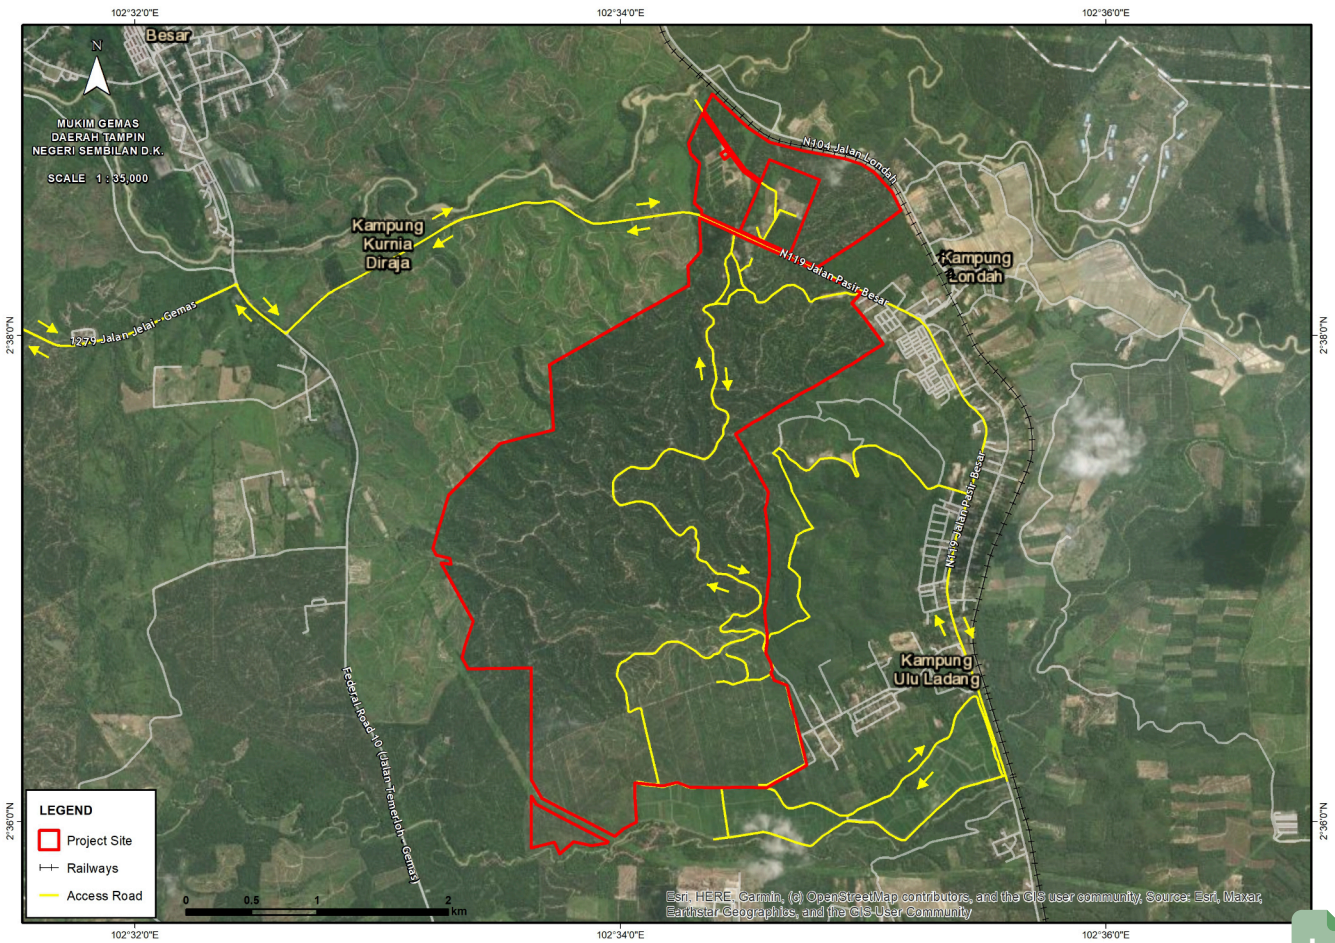 102°32'0"E
102°34'0"E
102°36'0"E
Besar
N
MUKIM GEMAS
DAERAH TAMPIN
NEGERI SEMBILAN D.K.
SCALE 1 : 35,000
N104 Jalan Londah
Kampung
Kurnia
Diraja
Kampung
Londah
N119 Jalan Pasir Besar
1279 Jalan Jelai - Gemas
2°38'0"N
2°38'0"N
N119 Jalan Pasir Besar
Kampung
Ulu Ladang
Federal Road 10 (Jalan Temerloh - Gemas)
2°36'0"N
2°36'0"N
LEGEND
Project Site
Railways
Access Road
0 0.5 1 2
km
Esri, HERE, Garmin, (c) OpenStreetMap contributors, and the GIS user community, Source: Esri, Maxar,
Earthstar Geographics, and the GIS User Community
102°32'0"E
102°34'0"E
102°36'0"E